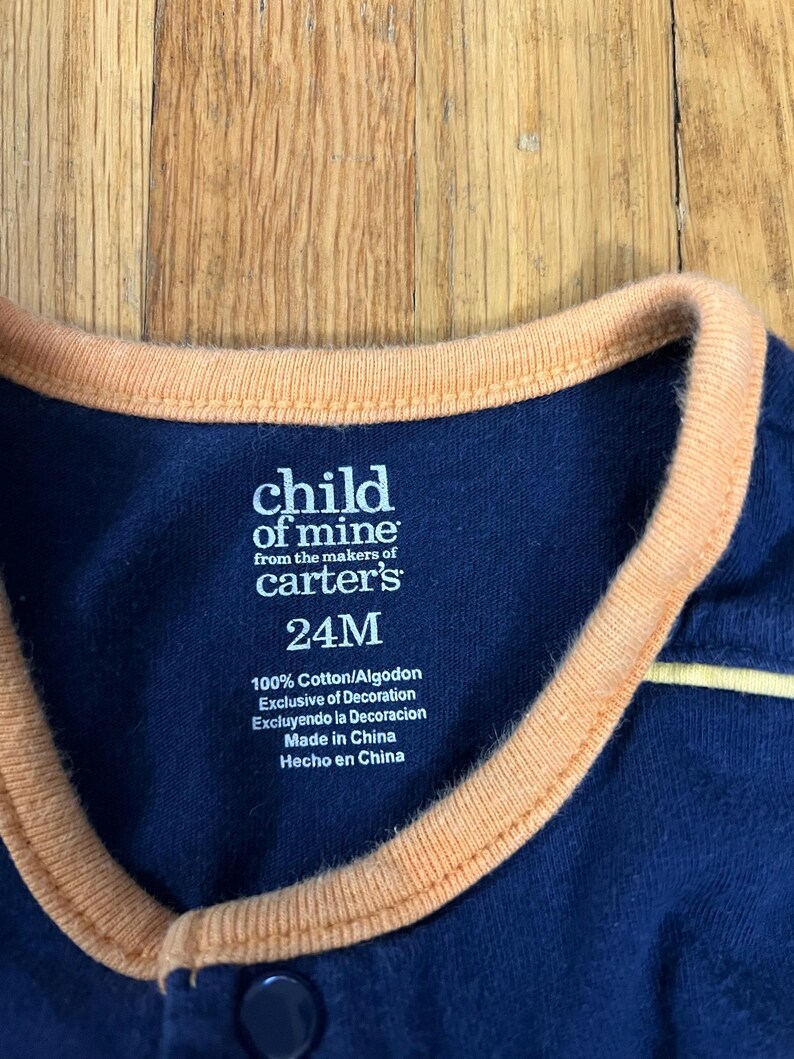 child
of mine
from the makers of
carter's
24M
100% Cotton/Algodon
Exclusive of Decoration
Excluyendo la Decoracion
Made in China
Hecho en China